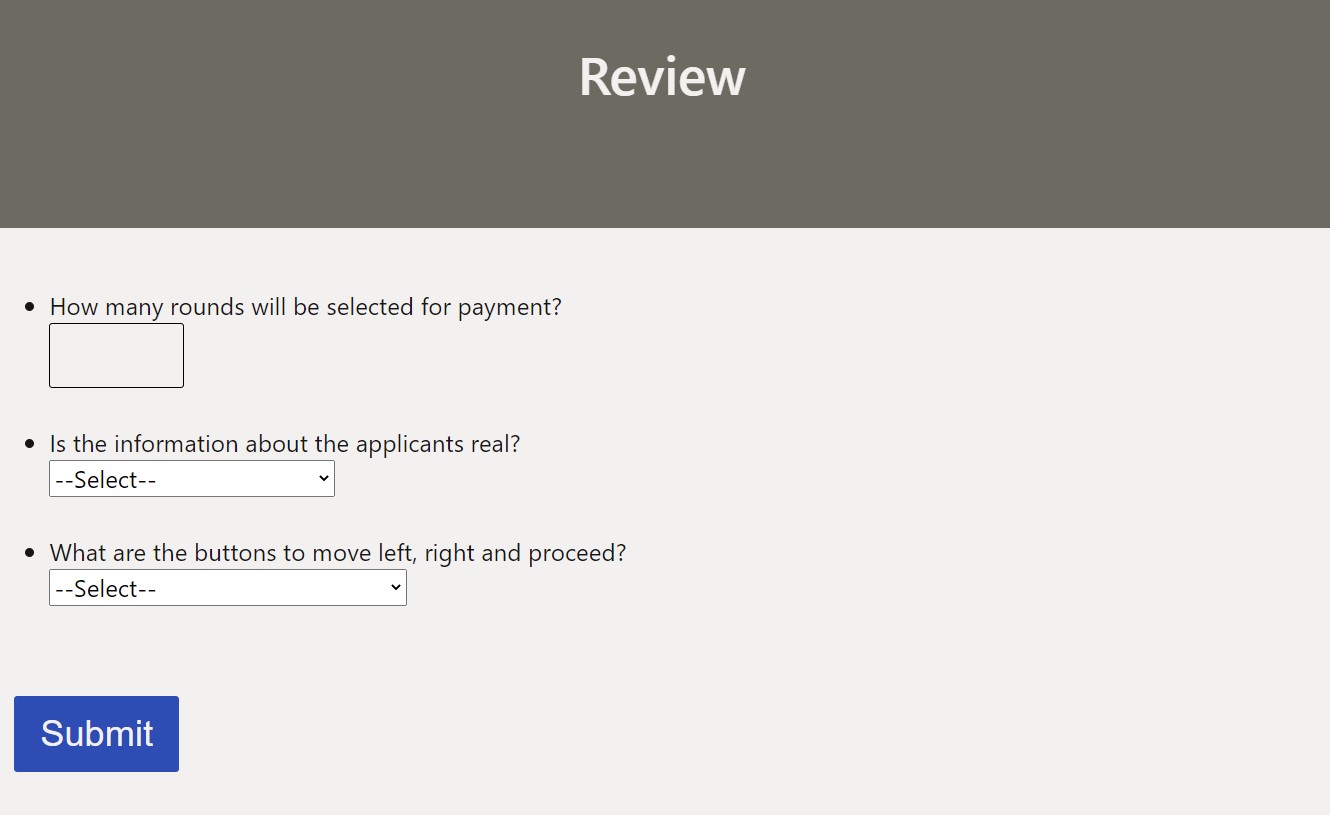 Review
How many rounds will be selected for payment?
Is the information about the applicants real?
--Select--
What are the buttons to move left, right and proceed?
--Select--
Submit